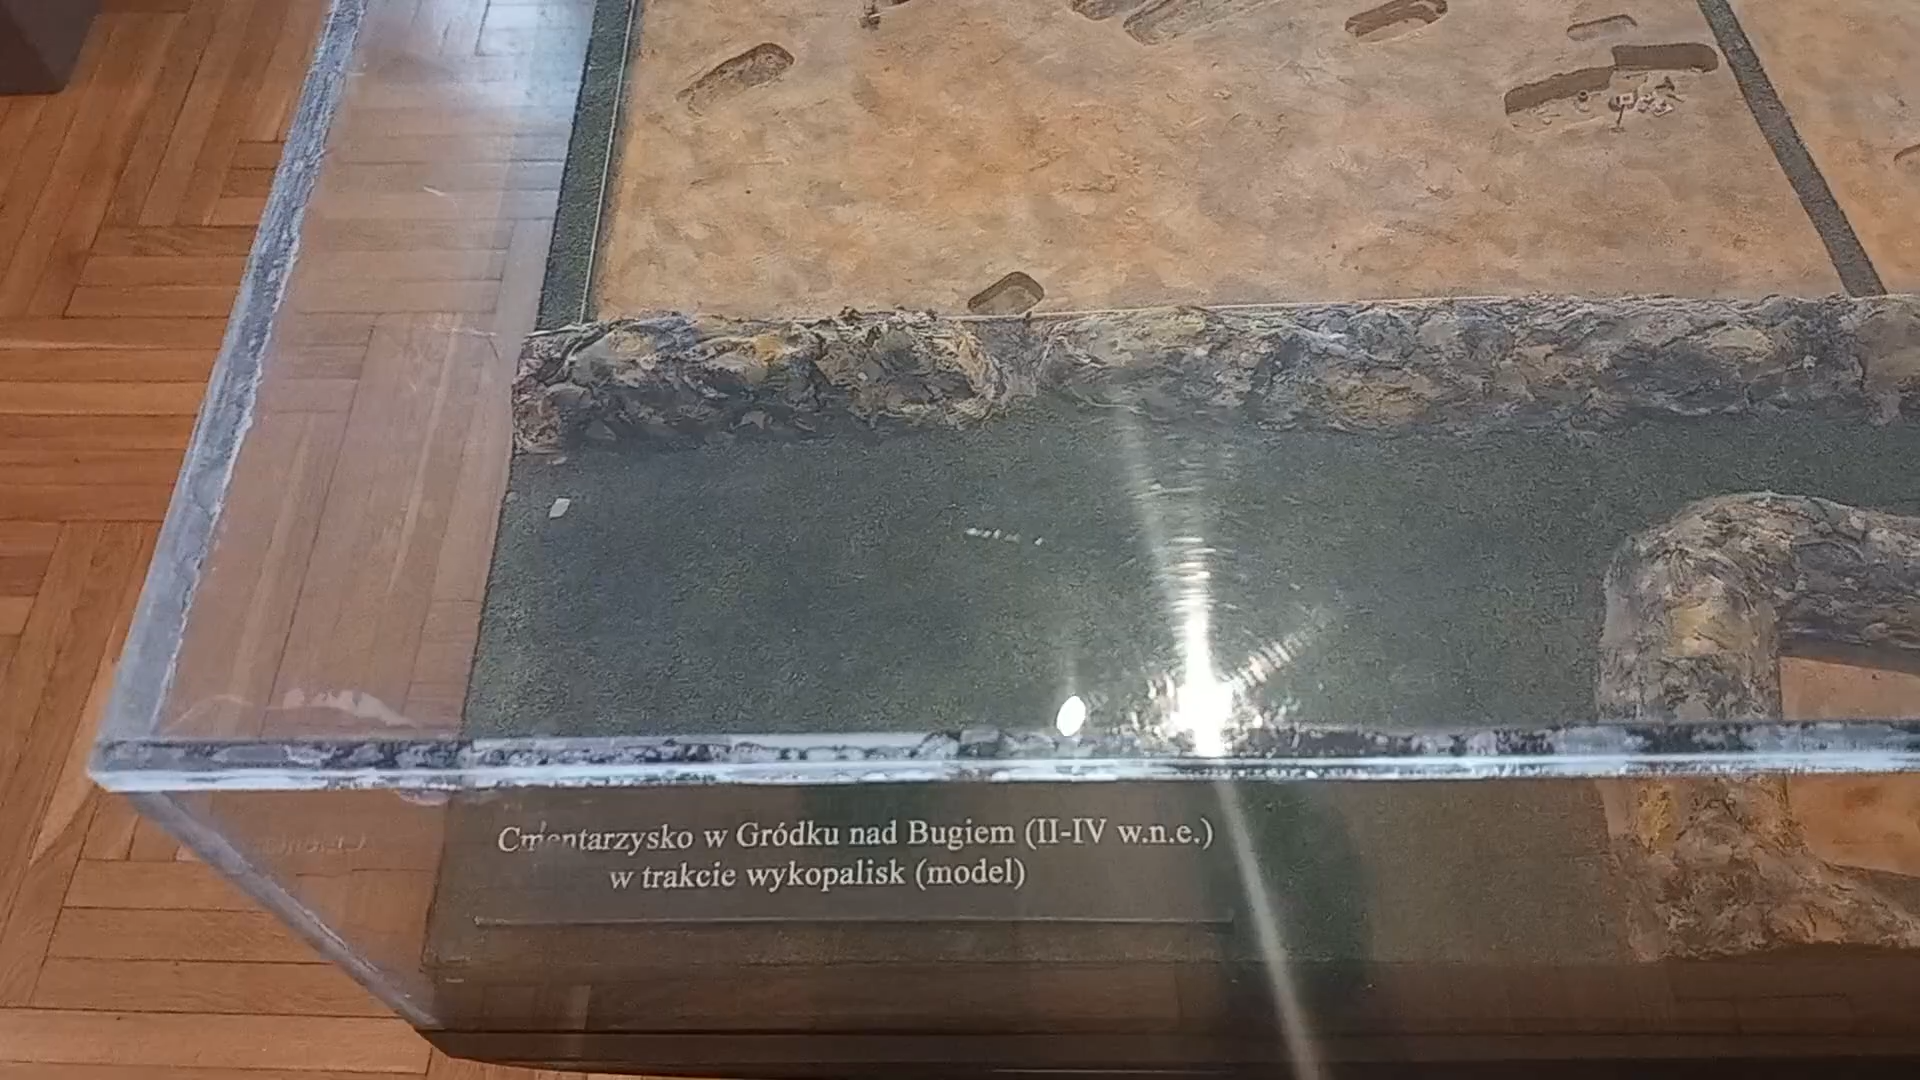 Cmentarzysko w Gródku nad Bugiem (II-IV w.n.e.)
w trakcie wykopalisk (model)